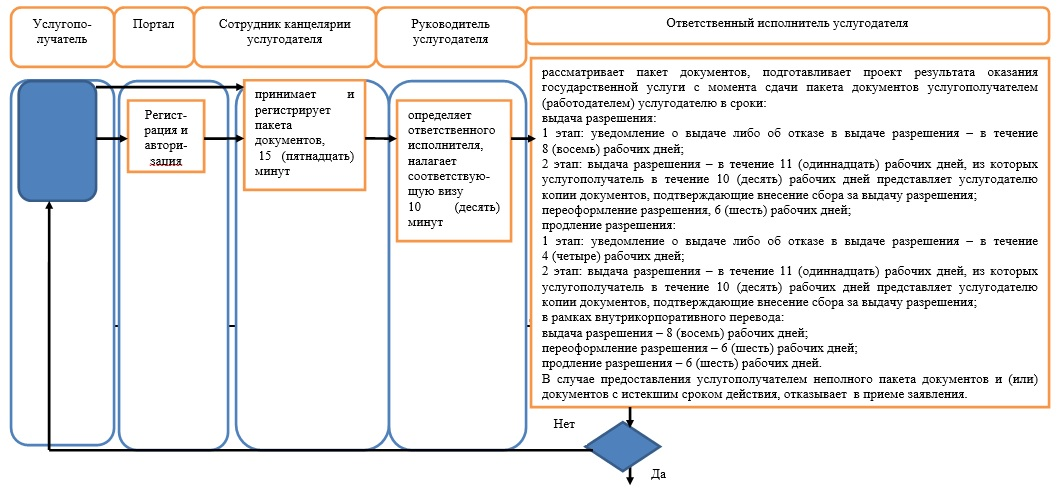 Услугопо-
лучатель
Портал
Сотрудник канцелярии
услугодателя
Руководитель
услугодателя
Ответственный исполнитель услугодателя
Регист-
рация и
автори-
зация
принимает и
регистрирует
пакета
документов,
15 (пятнадцать)
минут
определяет
ответственного
исполнителя,
налагает
соответствую-
щую визу
10 (десять)
минут
рассматривает пакет документов, подготавливает проект результата оказания
государственной услуги с момента сдачи пакета документов услугополучателем
(работодателем) услугодателю в сроки:
выдача разрешения:
1 этап: уведомление о выдаче либо об отказе в выдаче разрешения – в течение
8 (восемь) рабочих дней;
2 этап: выдача разрешения – в течение 11 (одиннадцать) рабочих дней, из которых
услугополучатель в течение 10 (десять) рабочих дней представляет услугодателю
копии документов, подтверждающие внесение сбора за выдачу разрешения;
переоформление разрешения, 6 (шесть) рабочих дней;
продление разрешения:
1 этап: уведомление о выдаче либо об отказе в выдаче разрешения – в течение
4 (четыре) рабочих дней;
2 этап: выдача разрешения – в течение 11 (одиннадцать) рабочих дней, из которых
услугополучатель в течение 10 (десять) рабочих дней представляет услугодателю
копии документов, подтверждающие внесение сбора за выдачу разрешения;
в рамках внутрикорпоративного перевода:
выдача разрешения – 8 (восемь) рабочих дней;
переоформление разрешения – 6 (шесть) рабочих дней;
продление разрешения – 6 (шесть) рабочих дней.
В случае предоставления услугополучателем неполного пакета документов и (или)
документов с истекшим сроком действия, отказывает в приеме заявления.
Нет
Да